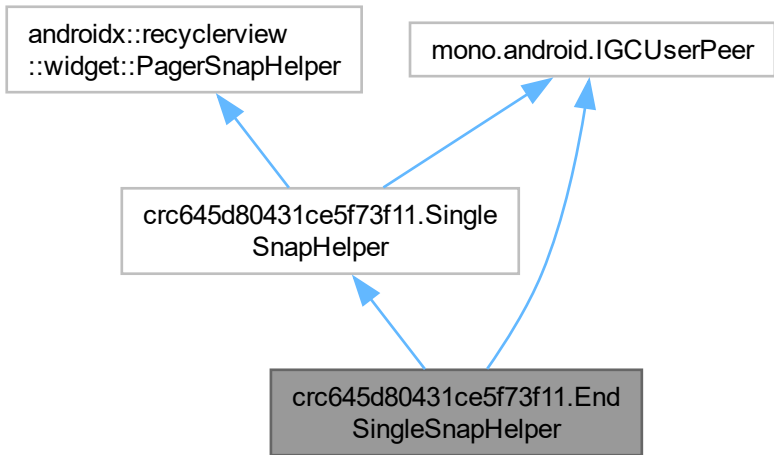 androidx::recyclerview
::widget::PagerSnapHelper
mono.android.IGCUserPeer
crc645d80431ce5f73f11.Single
SnapHelper
crc645d80431ce5f73f11.End
SingleSnapHelper